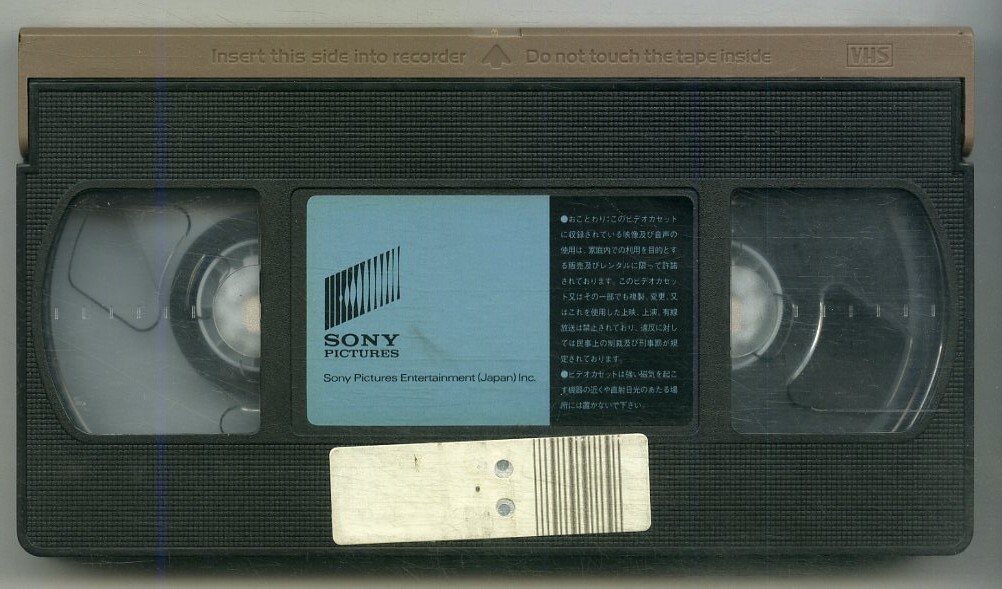 Insert this side into recorder Do not touch the tape inside VHS
SONY
PICTURES
Sony Pictures Entertainment (Japan) Inc.
●おことわり:このビデオカセット
に収録されている映像及び音声の
使用は、家庭内での利用を目的とす
る販売及びレンタルに限って許諾
されております。このビデオカセッ
ト又はその一部でも複製、変更、又
はこれを使用した上映、上演、有線
放送は禁止されており、違反に対し
ては民事上の制裁及び刑事罰が規
定されております。
●ビデオカセットは強い磁気を起こ
す機器の近くや直射日光のあたる場
所には置かないで下さい。